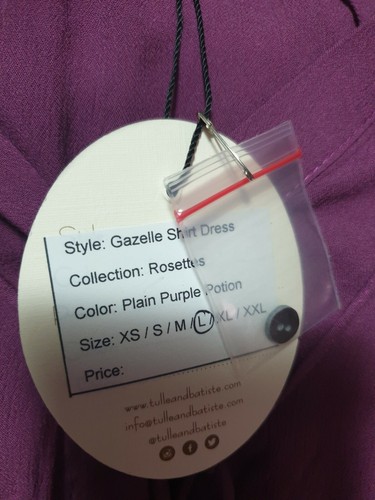 Style: Gazelle Shirt Dress
Collection: Rosettes
Color: Plain Purple Potion
Size: XS / S / M / L / XL / XXL
Price:
www.tulleandbatiste.com
info@tulleandbatiste.com
@tulleandbatiste